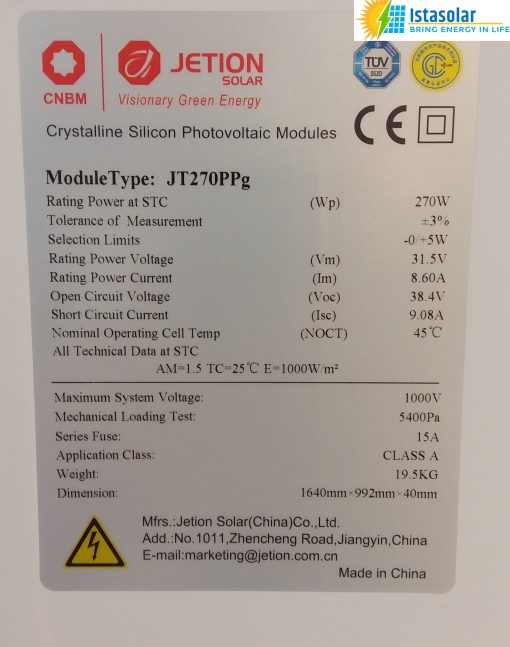 Istasolar
BRING ENERGY IN LIFE
CNBM
JETION
SOLAR
Visionary Green Energy
TÜV
SÜD
Crystalline Silicon Photovoltaic Modules
CE
ModuleType: JT270PPg
Rating Power at STC (Wp) 270W
Tolerance of Measurement ±3%
Selection Limits -0/+5W
Rating Power Voltage (Vm) 31.5V
Rating Power Current (Im) 8.60A
Open Circuit Voltage (Voc) 38.4V
Short Circuit Current (Isc) 9.08A
Nominal Operating Cell Temp (NOCT) 45℃
All Technical Data at STC
AM=1.5 TC=25℃ E=1000W/m²
Maximum System Voltage: 1000V
Mechanical Loading Test: 5400Pa
Series Fuse: 15A
Application Class: CLASS A
Weight: 19.5KG
Dimension: 1640mm×992mm×40mm
Mfrs.:Jetion Solar(China)Co.,Ltd.
Add.:No.1011,Zhencheng Road,Jiangyin,China
E-mail:marketing@jetion.com.cn
Made in China